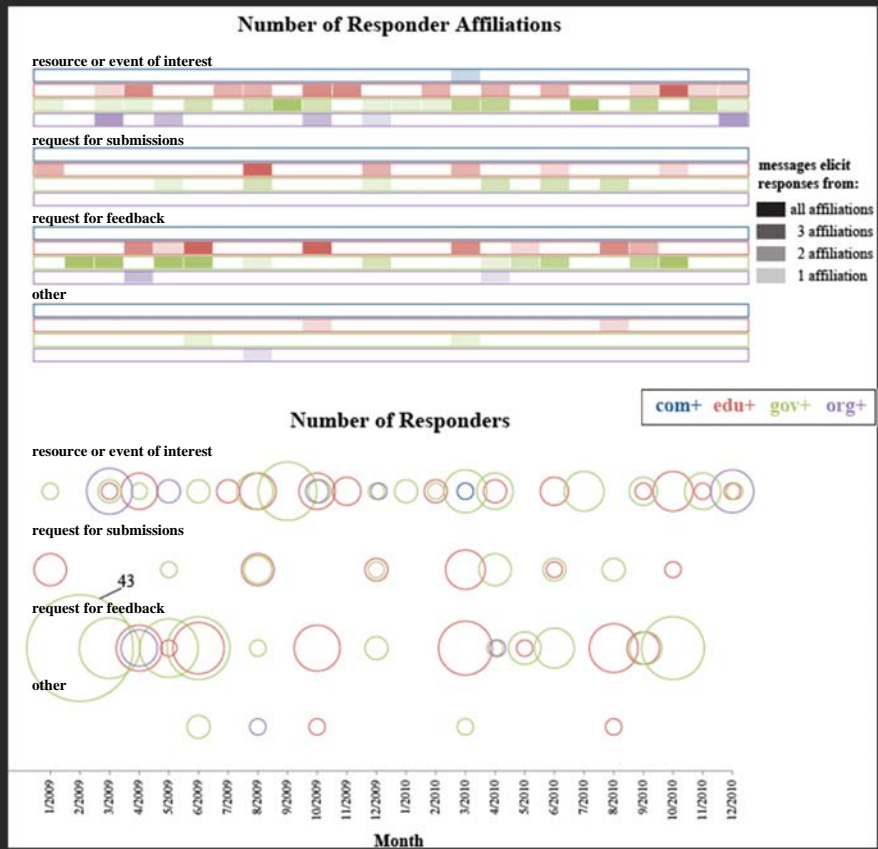 Number of Responder Affiliations
resource or event of interest
request for submissions
request for feedback
other
messages elicit
responses from:
all affiliations
3 affiliations
2 affiliations
1 affiliation
com+ edu+ gov+ org+
Number of Responders
resource or event of interest
request for submissions
43
request for feedback
other
1/2009 2/2009 3/2009 4/2009 5/2009 6/2009 7/2009 8/2009 9/2009 10/2009 11/2009 12/2009 1/2010 2/2010 3/2010 4/2010 5/2010 6/2010 7/2010 8/2010 9/2010 10/2010 11/2010 12/2010
Month